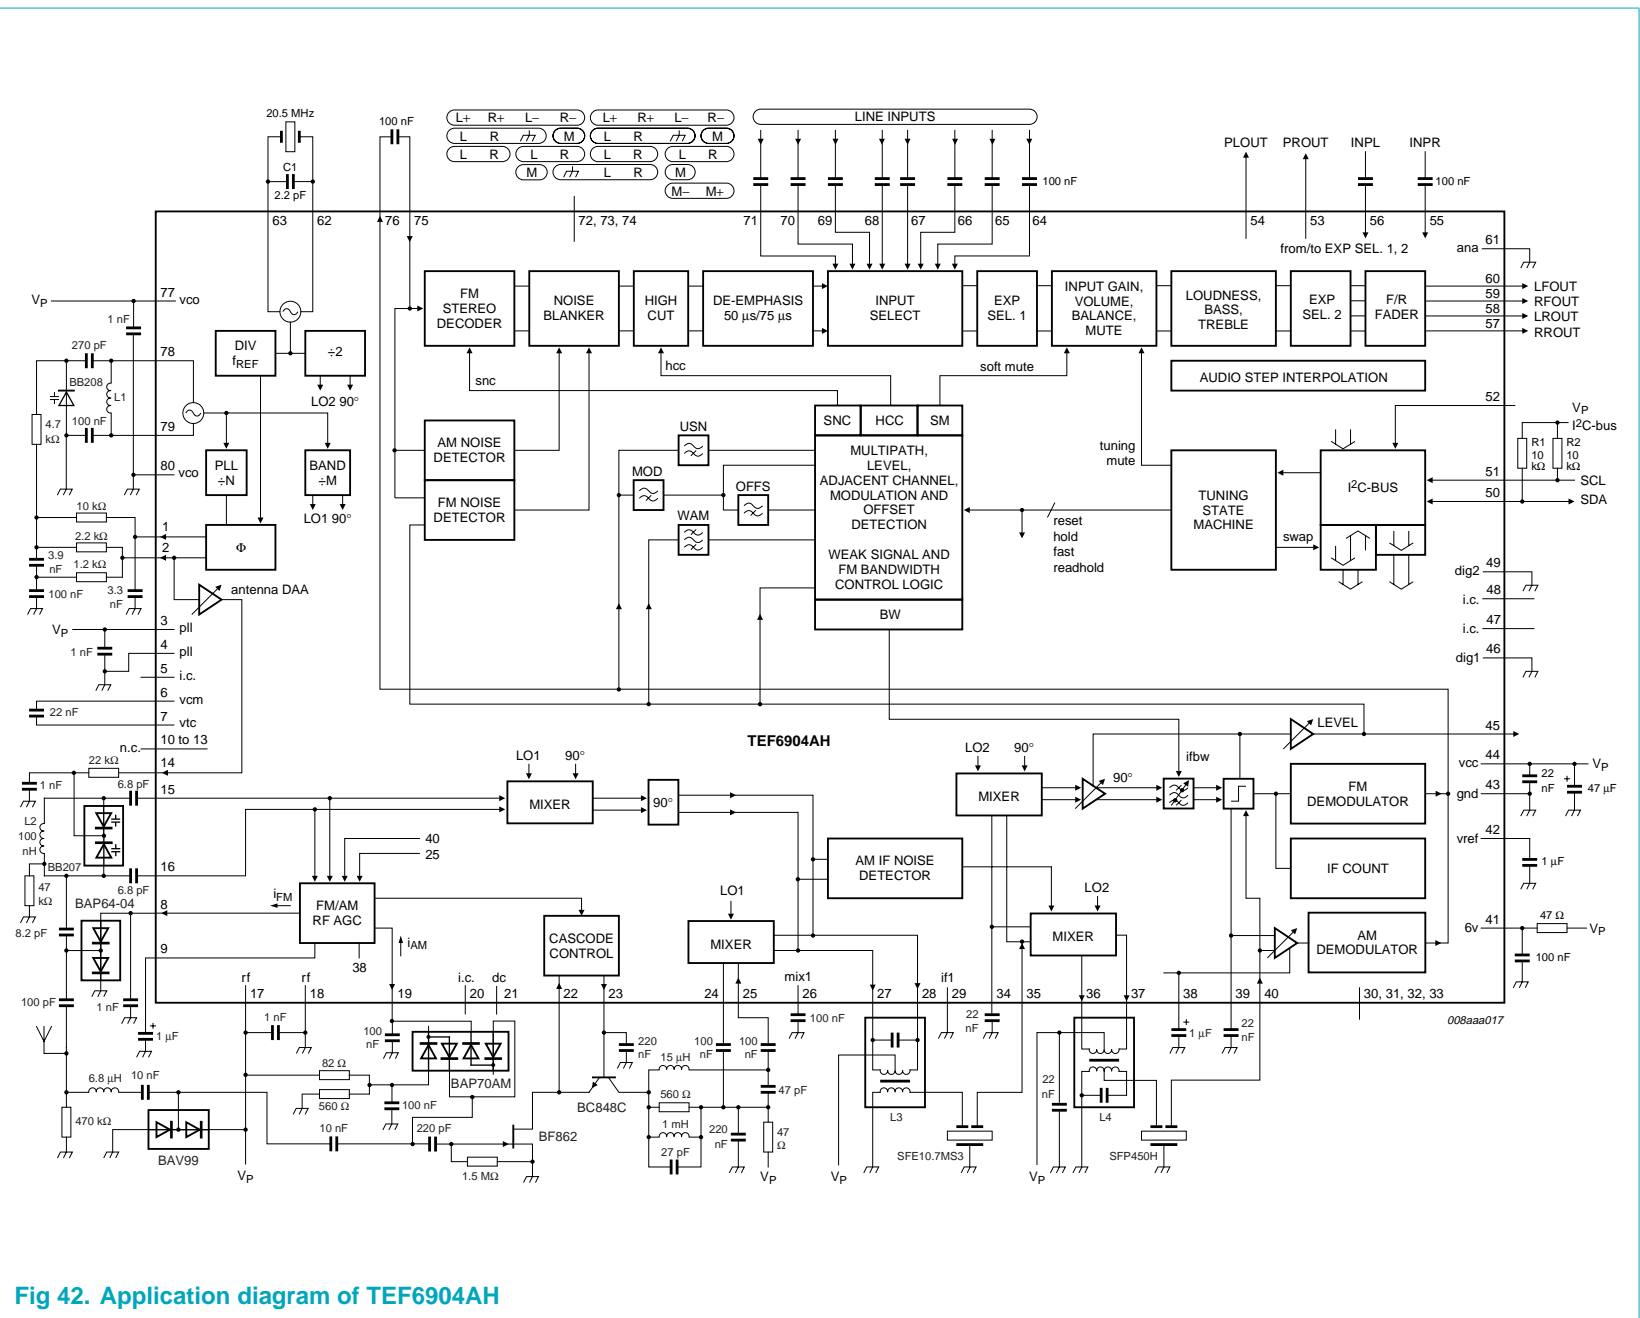 20.5 MHz
C1
2.2 pF
100 nF
L+ R+ L− R− L+ R+ L− R−
L R M L R M
L R L R L R L R
M L R M
M− M+
LINE INPUTS
100 nF
PLOUT PROUT INPL INPR
100 nF
63 62 76 75 72, 73, 74 71 70 69 68 67 66 65 64 54 53 56 55
from/to EXP SEL. 1, 2
ana 61
VP 77 vco
1 nF
FM STEREO DECODER
NOISE BLANKER
HIGH CUT
DE-EMPHASIS 50 µs/75 µs
INPUT SELECT
EXP SEL. 1
INPUT GAIN, VOLUME, BALANCE, MUTE
LOUDNESS, BASS, TREBLE
EXP SEL. 2
F/R FADER
60 LFOUT
59 RFOUT
58 LROUT
57 RROUT
DIV fREF
÷2
LO2 90°
270 pF
78
BB208
L1
100 nF
4.7 kΩ
79
80 vco
PLL ÷N
BAND ÷M
LO1 90°
snc
hcc
soft mute
AUDIO STEP INTERPOLATION
AM NOISE DETECTOR
FM NOISE DETECTOR
USN
MOD
OFFS
WAM
SNC HCC SM
MULTIPATH, LEVEL, ADJACENT CHANNEL, MODULATION AND OFFSET DETECTION
WEAK SIGNAL AND FM BANDWIDTH CONTROL LOGIC
BW
tuning mute
TUNING STATE MACHINE
reset
hold
fast
readhold
swap
I2C-BUS
52
VP
I2C-bus
R1 10 kΩ
R2 10 kΩ
51 SCL
50 SDA
10 kΩ
1
2.2 kΩ
2
3.9 nF
1.2 kΩ
100 nF
3.3 nF
Φ
antenna DAA
dig2 49
i.c. 48
i.c. 47
dig1 46
VP 3 pll
1 nF 4 pll
5 i.c.
6 vcm
22 nF
7 vtc
n.c. 10 to 13
22 kΩ 14
1 nF
6.8 pF 15
L2
100 nH
BB207
16
6.8 pF
47 kΩ
BAP64-04
8
8.2 pF
9
100 pF
1 nF
1 µF
TEF6904AH
LO1 90°
MIXER
90°
40
25
iFM
FM/AM RF AGC
iAM
38
CASCODE CONTROL
LO1
MIXER
AM IF NOISE DETECTOR
LO2
MIXER
LO2 90°
MIXER
90°
ifbw
LEVEL
45
FM DEMODULATOR
IF COUNT
AM DEMODULATOR
vcc 44 VP
22 nF
47 µF
gnd 43
vref 42
1 µF
6v 41
47 Ω
VP
100 nF
rf rf i.c. dc mix1 if1
17 18 19 20 21 22 23 24 25 26 27 28 29 34 35 36 37 38 39 40 30, 31, 32, 33
008aaa017
1 nF
100 nF
BAP70AM
220 nF
100 nF
100 nF
100 nF
22 nF
1 µF
22 nF
6.8 µH
10 nF
470 kΩ
BAV99
VP
82 Ω
560 Ω
100 nF
10 nF
220 pF
1.5 MΩ
BF862
BC848C
15 µH
560 Ω
1 mH
27 pF
47 pF
220 nF
47 Ω
VP
VP
L3
SFE10.7MS3
22 nF
VP
L4
SFP450H
Fig 42. Application diagram of TEF6904AH